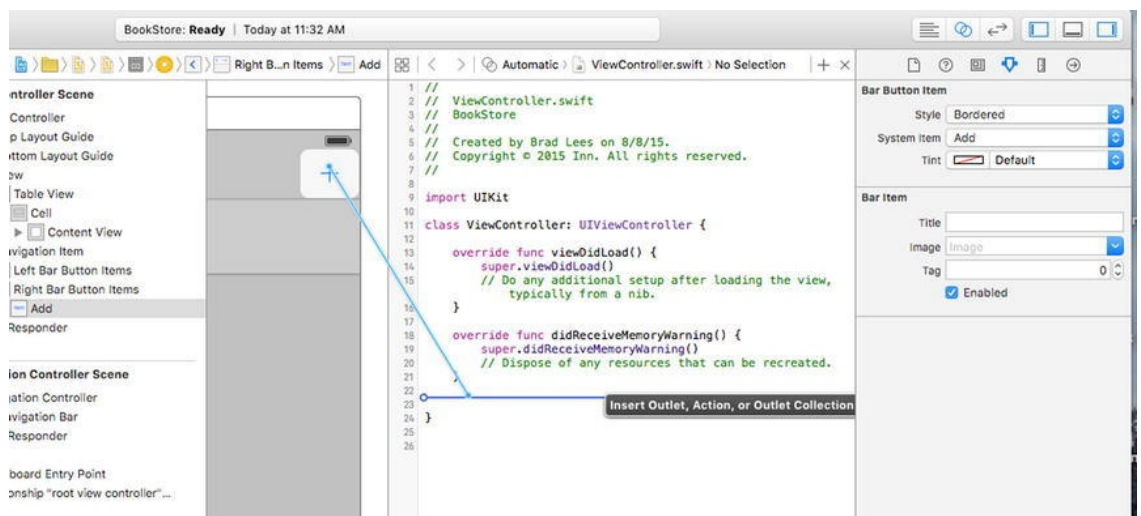 BookStore: Ready | Today at 11:32 AM
Right B...n Items
Add
Automatic
ViewController.swift
No Selection
ntroller Scene
Controller
p Layout Guide
ttom Layout Guide
ew
Table View
Cell
Content View
vigation Item
Left Bar Button Items
Right Bar Button Items
Add
Responder
ion Controller Scene
gation Controller
avigation Bar
Responder
board Entry Point
onship "root view controller"...
1 //
2 // ViewController.swift
3 // BookStore
4 //
5 // Created by Brad Lees on 8/8/15.
6 // Copyright © 2015 Inn. All rights reserved.
7 //
8
9 import UIKit
10
11 class ViewController: UIViewController {
12
13 override func viewDidLoad() {
14 super.viewDidLoad()
15 // Do any additional setup after loading the view,
typically from a nib.
16 }
17
18 override func didReceiveMemoryWarning() {
19 super.didReceiveMemoryWarning()
20 // Dispose of any resources that can be recreated.
21 }
22
23
Insert Outlet, Action, or Outlet Collection
24 }
25
26
Bar Button Item
Style Bordered
System Item Add
Tint Default
Bar Item
Title
Image Image
Tag 0
Enabled